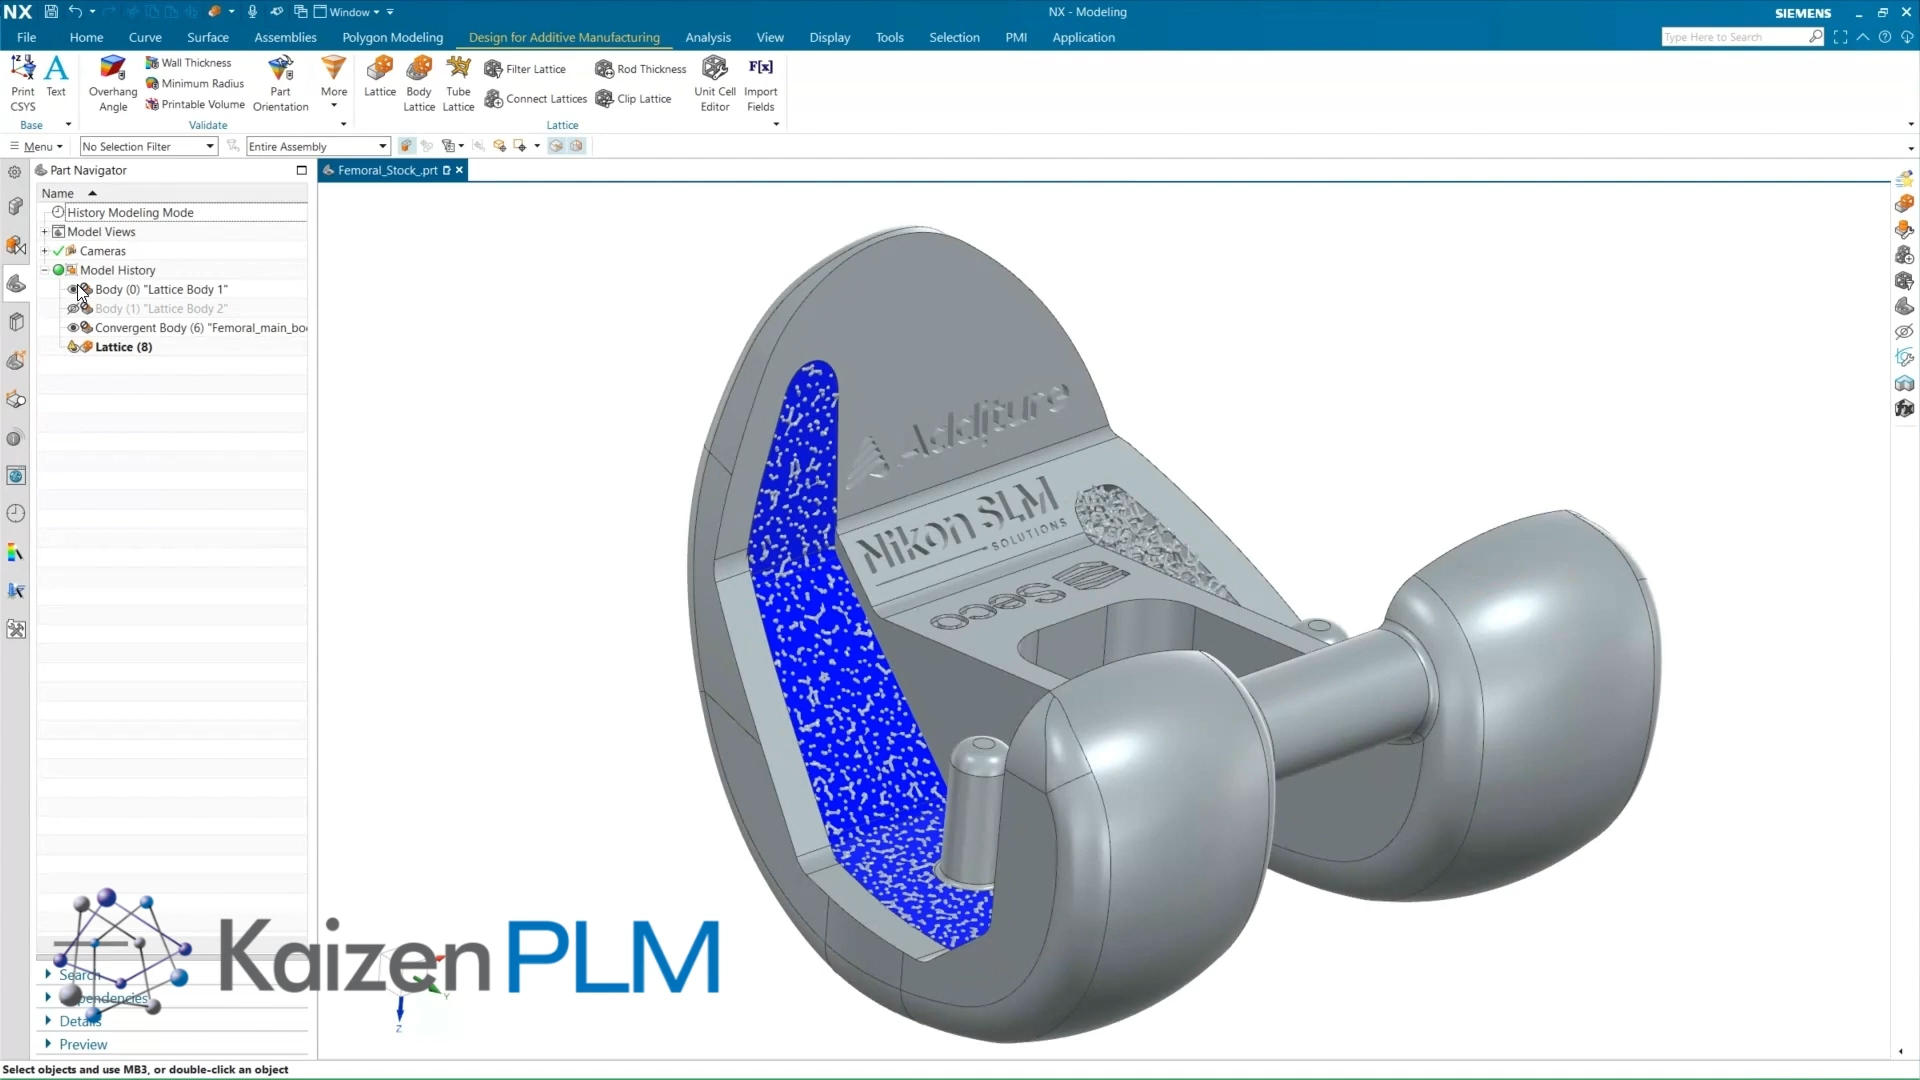 NX
Window
NX - Modeling
SIEMENS
File
Home
Curve
Surface
Assemblies
Polygon Modeling
Design for Additive Manufacturing
Analysis
View
Display
Tools
Selection
PMI
Application
Type Here to Search
Print CSYS
Text
Base
Overhang Angle
Wall Thickness
Minimum Radius
Printable Volume
Part Orientation
More
Validate
Lattice
Body Lattice
Tube Lattice
Filter Lattice
Connect Lattices
Rod Thickness
Clip Lattice
Unit Cell Editor
F[x]
Import Fields
Lattice
Menu
No Selection Filter
Entire Assembly
Part Navigator
Femoral_Stock_.prt
Name
History Modeling Mode
Model Views
Cameras
Model History
Body (0) "Lattice Body 1"
Body (1) "Lattice Body 2"
Convergent Body (6) "Femoral_main_bo
Lattice (8)
Additure
Nikon SLM
SOLUTIONS
Seco
Kaizen PLM
Search
Dependencies
Details
Preview
Y
Z
Select objects and use MB3, or double-click an object